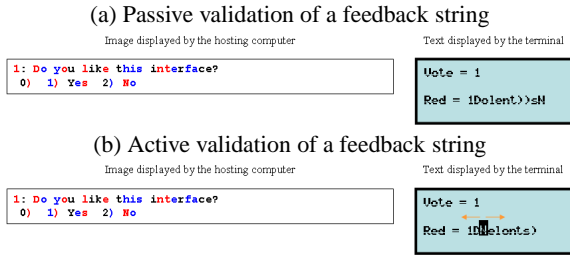 (a) Passive validation of a feedback string
Image displayed by the hosting computer
Text displayed by the terminal
1: Do you like this interface?
0) 1) Yes 2) No
Vote = 1
Red = 1Dolent))sN
(b) Active validation of a feedback string
Image displayed by the hosting computer
Text displayed by the terminal
1: Do you like this interface?
0) 1) Yes 2) No
Vote = 1
Red =